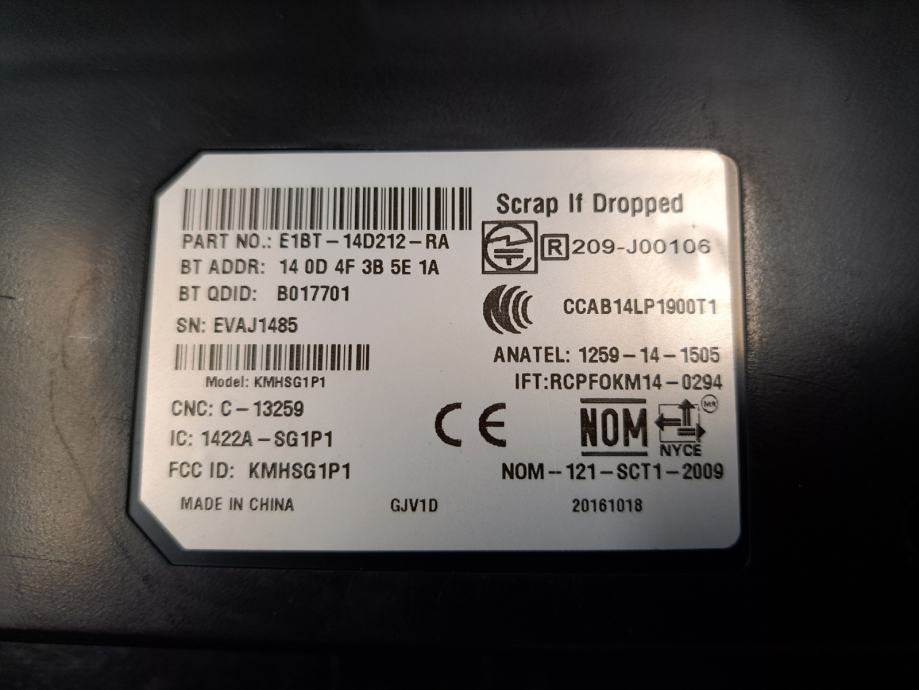 Scrap If Dropped
PART NO.: E1BT-14D212-RA
R 209-J00106
BT ADDR: 14 0D 4F 3B 5E 1A
BT QDID: B017701
CCAB14LP1900T1
SN: EVAJ1485
ANATEL: 1259-14-1505
Model: KMHSG1P1
IFT:RCPFOKM14-0294
CNC: C-13259
CE
NOM
MR
NYCE
IC: 1422A-SG1P1
FCC ID: KMHSG1P1
NOM--121-SCT1-2009
MADE IN CHINA
GJV1D
20161018